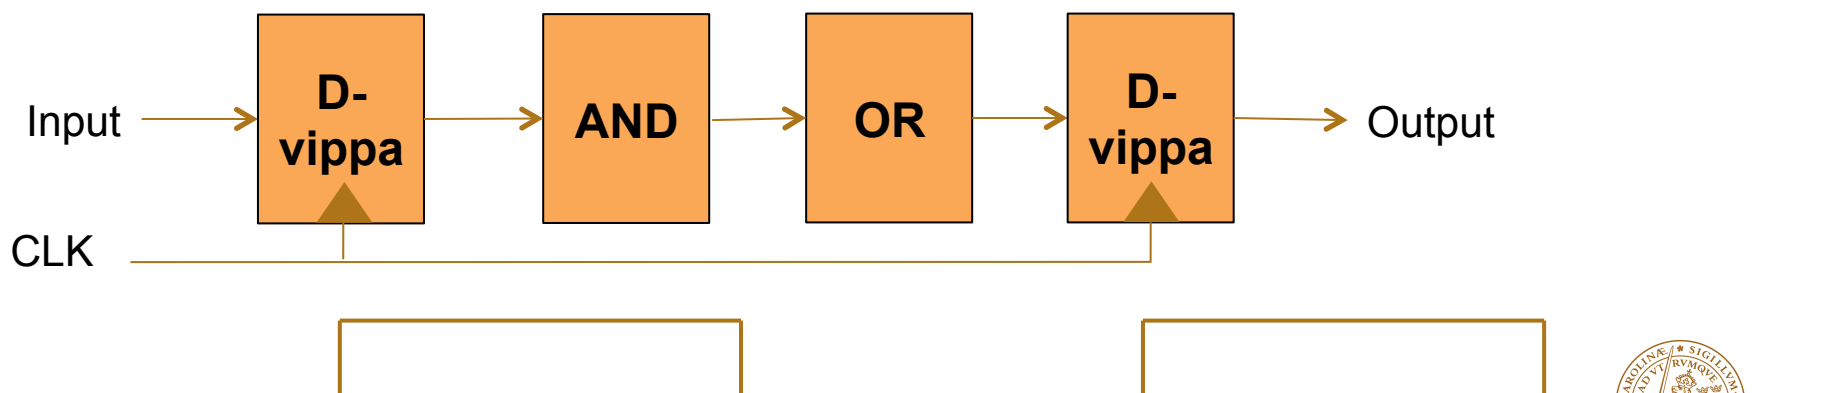 Input
D-
vippa
AND
OR
D-
vippa
Output
CLK